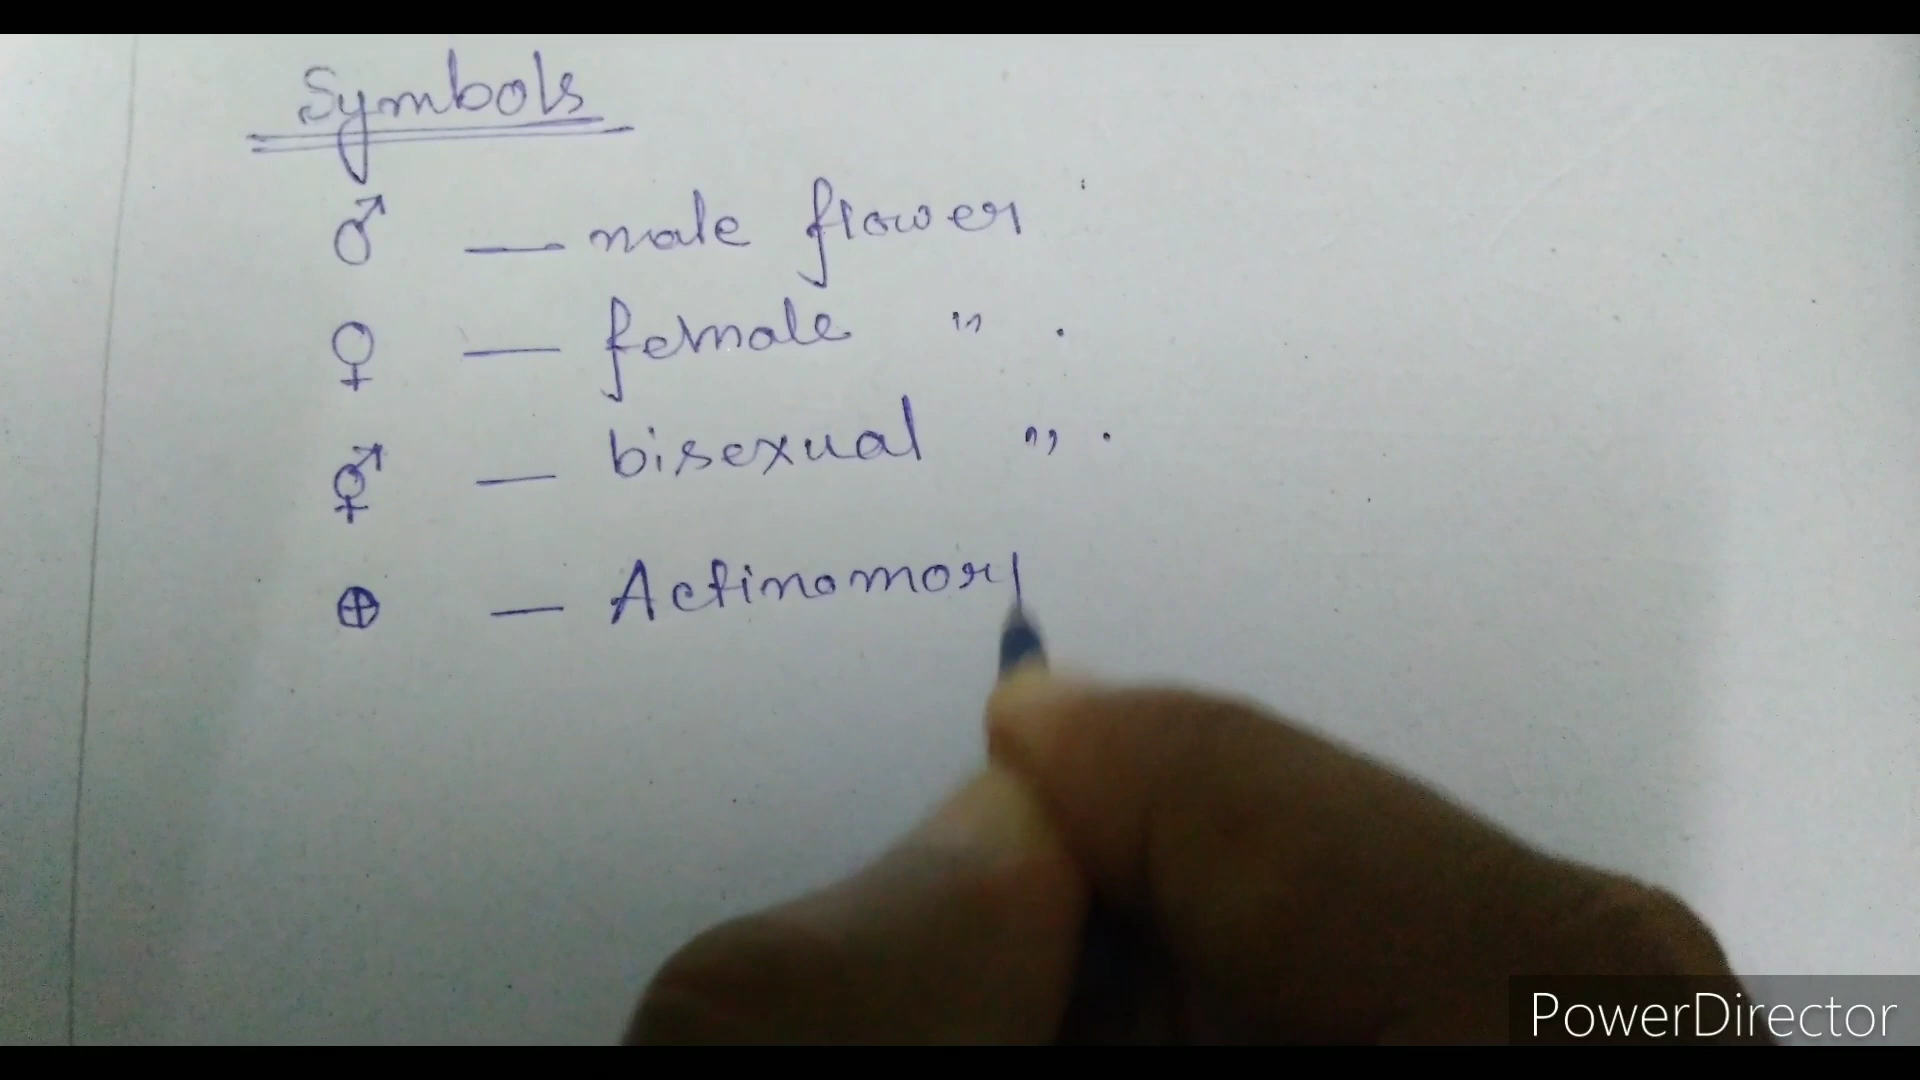 Symbols
♂ — male flower
♀ — female " .
⚥ — bisexual " .
⊕ — Actinomor
PowerDirector